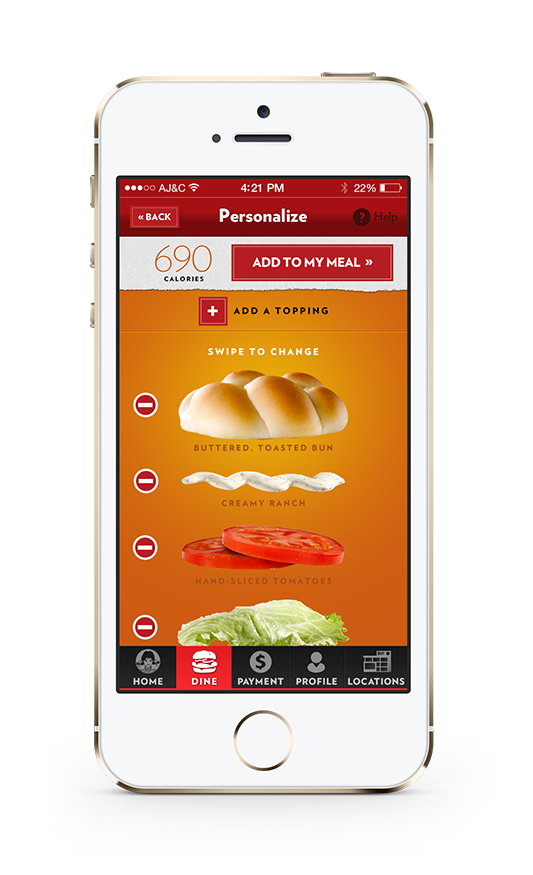 AJ&C 4:21 PM 22%
« BACK Personalize ? Help
690
CALORIES
ADD TO MY MEAL »
+ ADD A TOPPING
SWIPE TO CHANGE
BUTTERED, TOASTED BUN
CREAMY RANCH
HAND-SLICED TOMATOES
HOME DINE $ PAYMENT PROFILE LOCATIONS